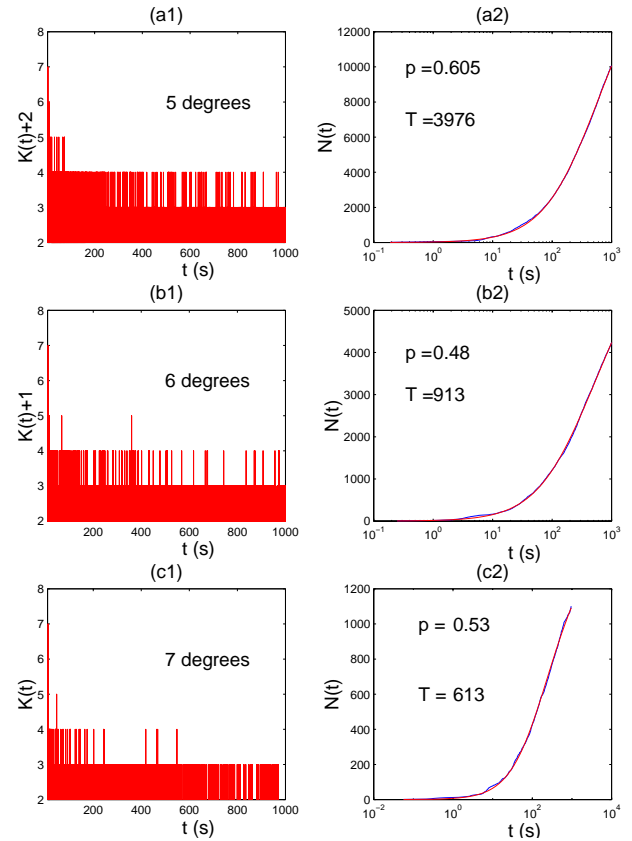 (a1)
8
7
6
5
4
3
2
K(t)+2
5 degrees
200 400 600 800 1000
t (s)
(a2)
12000
10000
8000
6000
4000
2000
0
N(t)
p =0.605
T =3976
10^-1 10^0 10^1 10^2 10^3
t (s)
(b1)
8
7
6
5
4
3
2
K(t)+1
6 degrees
200 400 600 800 1000
t (s)
(b2)
5000
4000
3000
2000
1000
0
N(t)
p =0.48
T =913
10^-1 10^0 10^1 10^2 10^3
t (s)
(c1)
8
7
6
5
4
3
2
K(t)
7 degrees
200 400 600 800 1000
t (s)
(c2)
1200
1000
800
600
400
200
0
N(t)
p = 0.53
T = 613
10^-2 10^0 10^2 10^4
t (s)